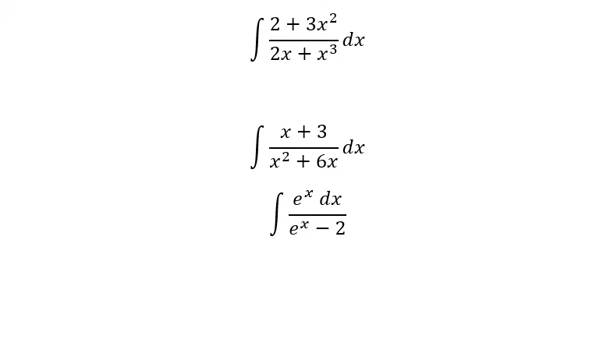 ∫ (2 + 3x²)/(2x + x³) dx
∫ (x + 3)/(x² + 6x) dx
∫ (eˣ dx)/(eˣ − 2)